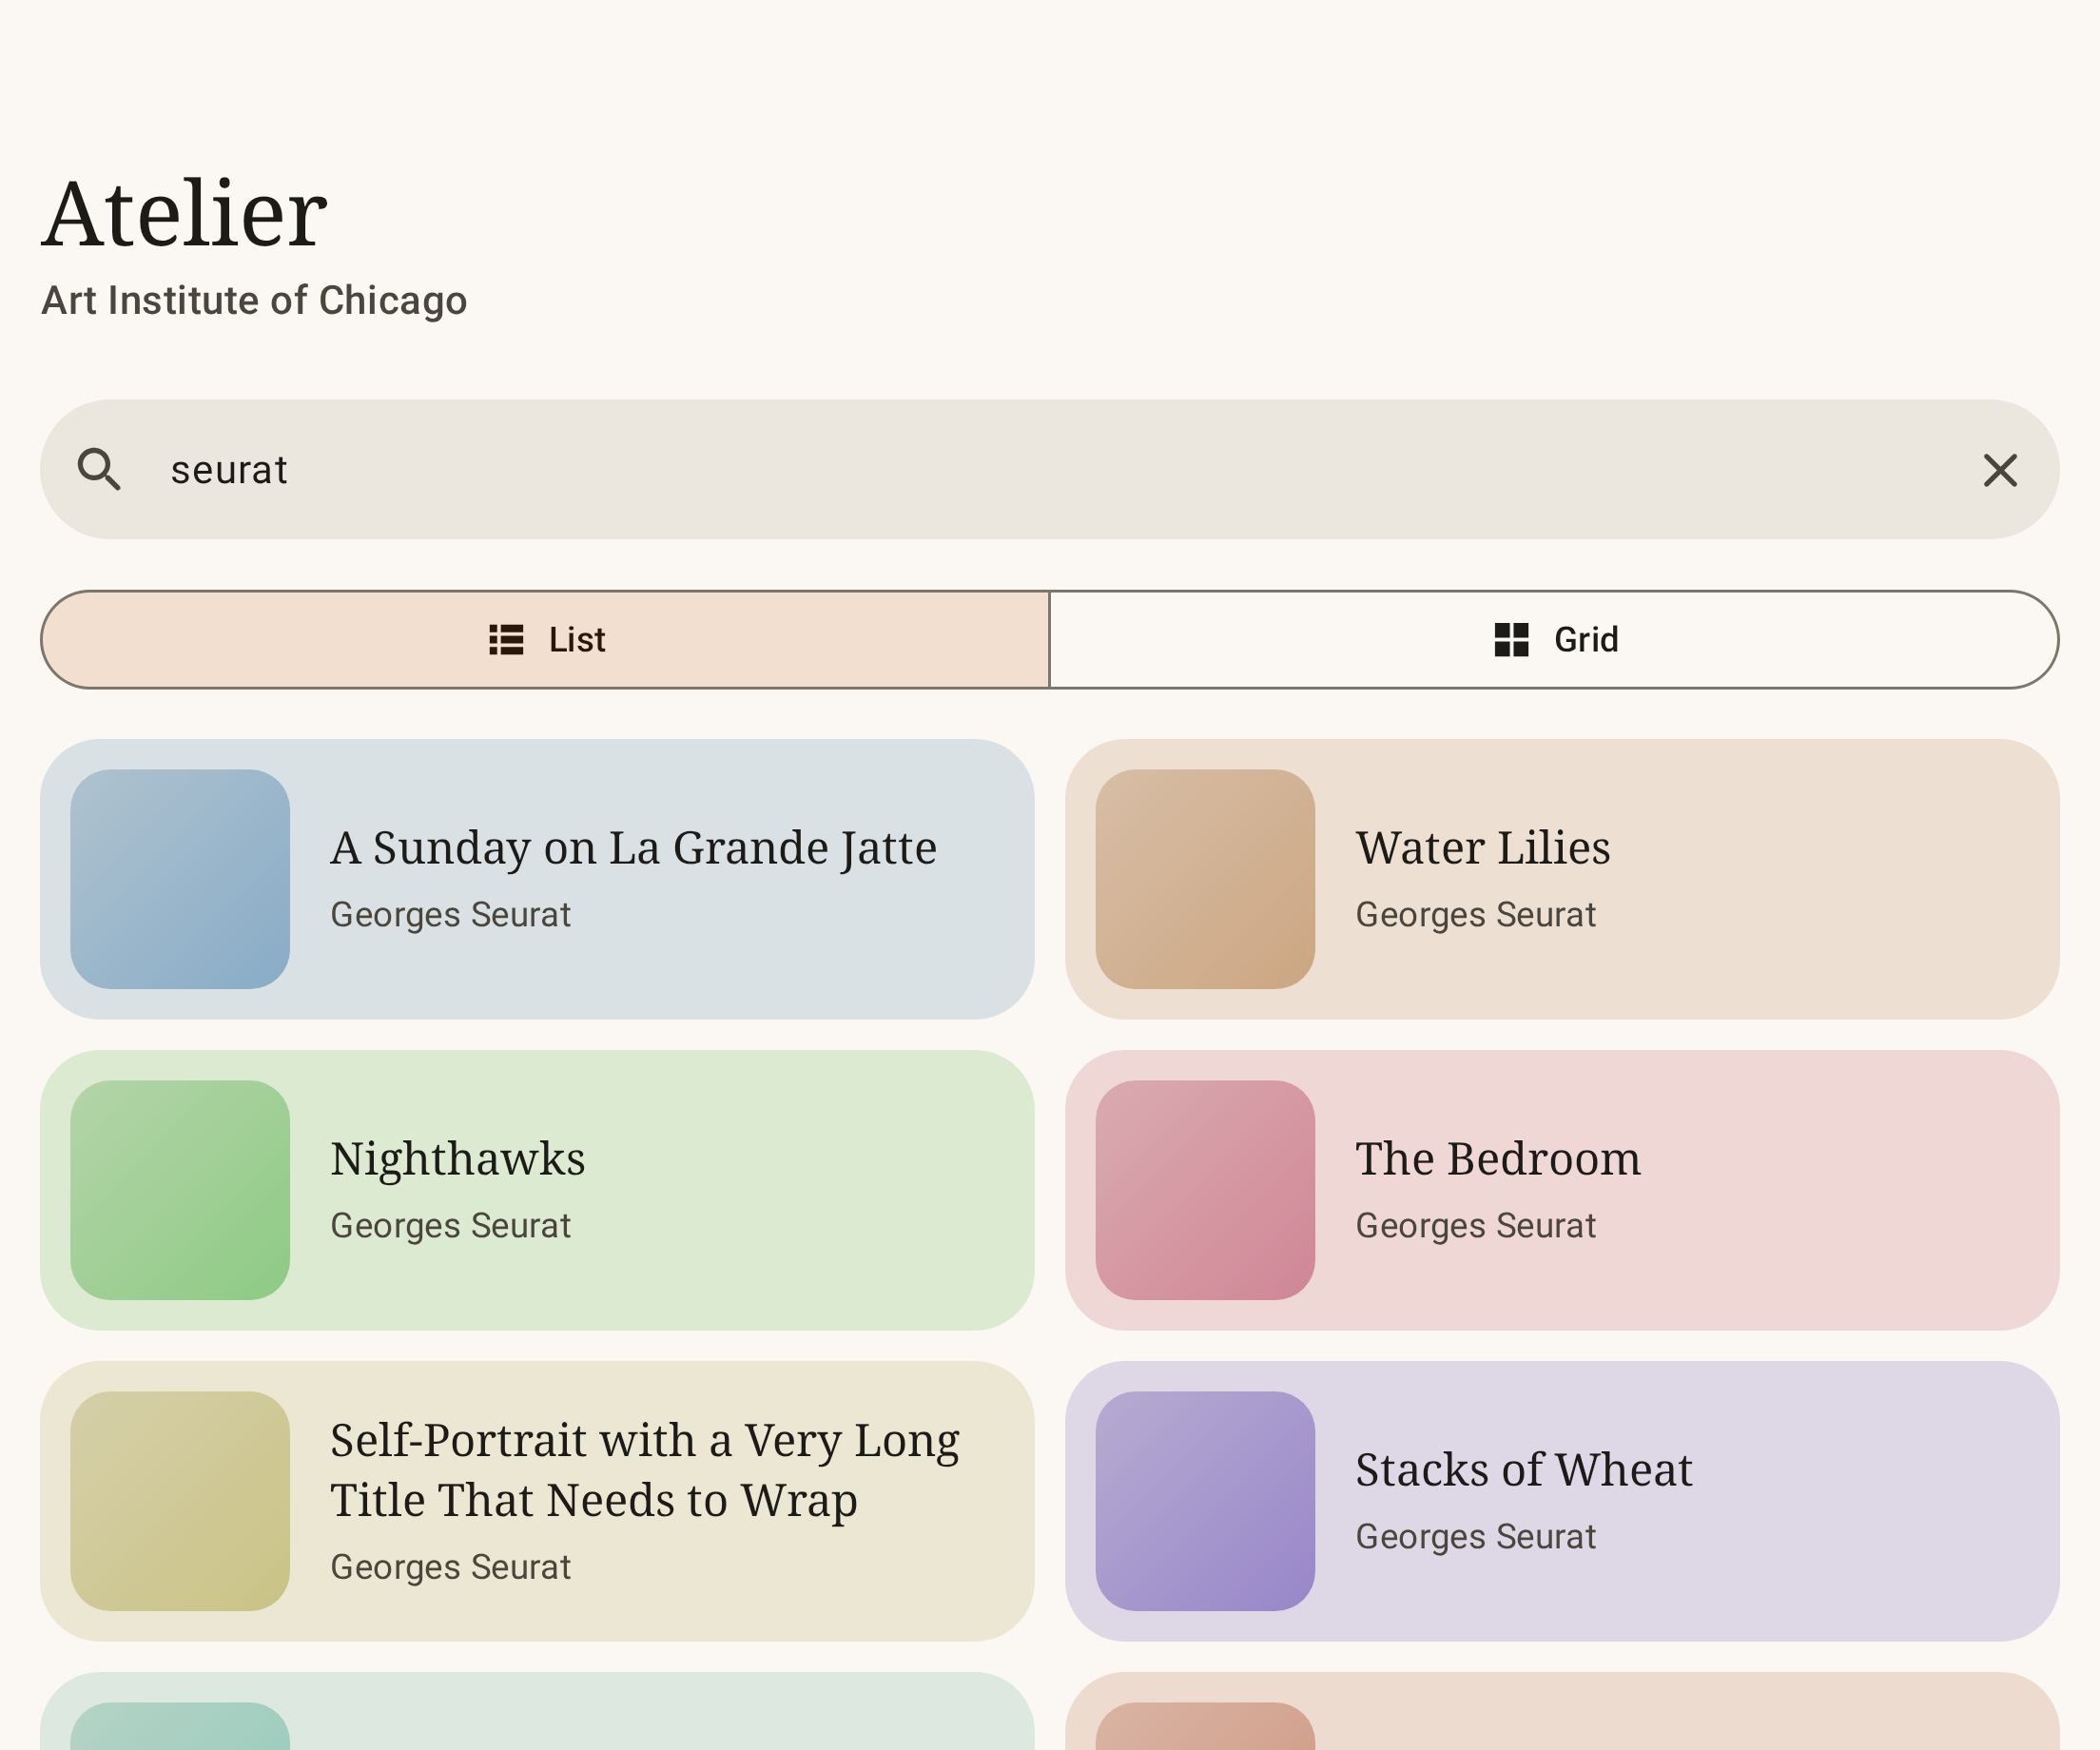 Atelier
Art Institute of Chicago
seurat
List
Grid
A Sunday on La Grande Jatte
Georges Seurat
Water Lilies
Georges Seurat
Nighthawks
Georges Seurat
The Bedroom
Georges Seurat
Self-Portrait with a Very Long
Title That Needs to Wrap
Georges Seurat
Stacks of Wheat
Georges Seurat